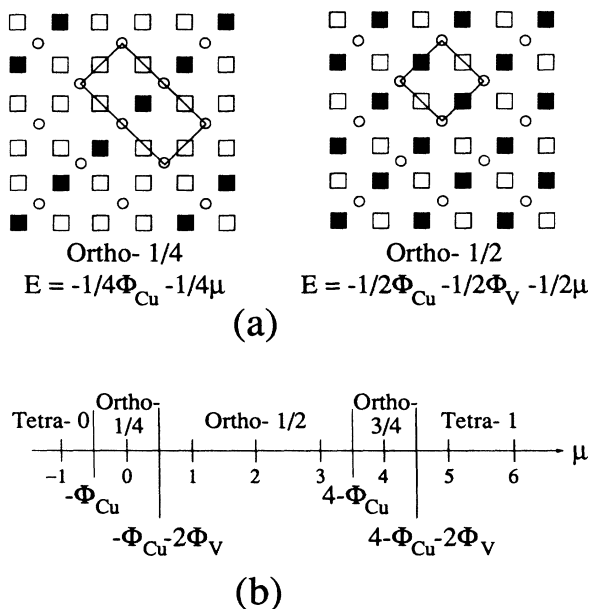 Ortho- 1/4
E = -1/4Φ_Cu -1/4μ
Ortho- 1/2
E = -1/2Φ_Cu -1/2Φ_V -1/2μ
(a)
Tetra- 0
Ortho-
1/4
Ortho- 1/2
Ortho-
3/4
Tetra- 1
-1 0 1 2 3 4 5 6 μ
-Φ_Cu
4-Φ_Cu
-Φ_Cu-2Φ_V
4-Φ_Cu-2Φ_V
(b)